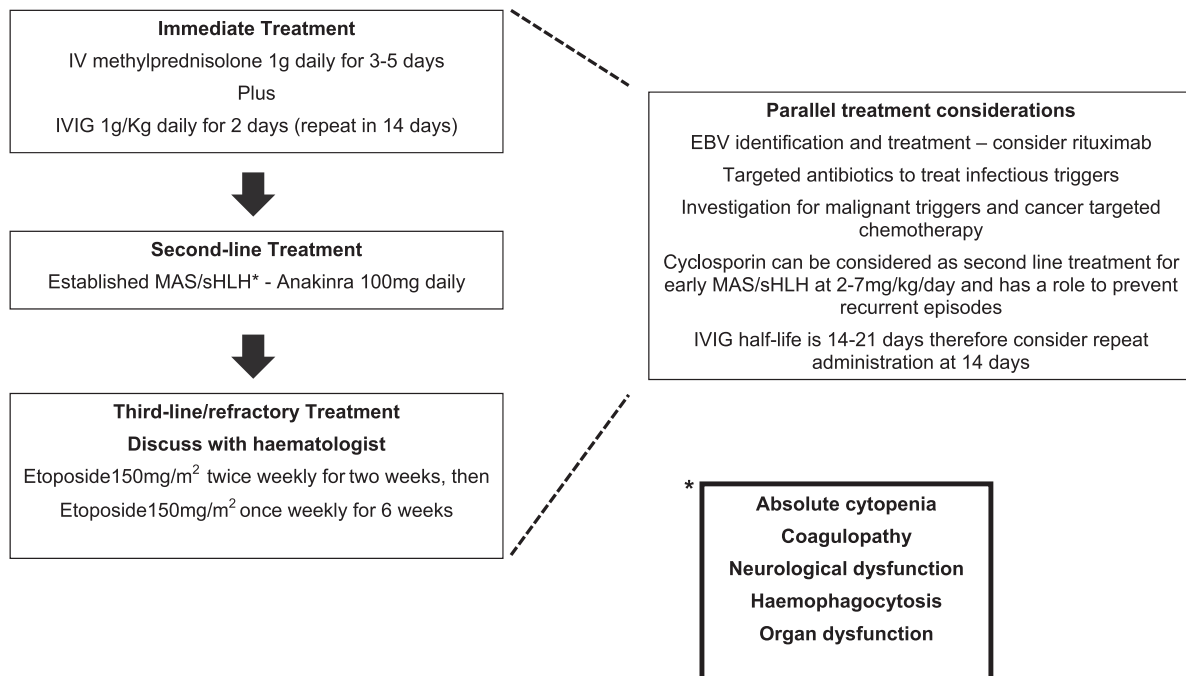 Immediate Treatment
IV methylprednisolone 1g daily for 3-5 days
Plus
IVIG 1g/Kg daily for 2 days (repeat in 14 days)
Second-line Treatment
Established MAS/sHLH* - Anakinra 100mg daily
Third-line/refractory Treatment
Discuss with haematologist
Etoposide150mg/m² twice weekly for two weeks, then
Etoposide150mg/m² once weekly for 6 weeks
Parallel treatment considerations
EBV identification and treatment – consider rituximab
Targeted antibiotics to treat infectious triggers
Investigation for malignant triggers and cancer targeted
chemotherapy
Cyclosporin can be considered as second line treatment for
early MAS/sHLH at 2-7mg/kg/day and has a role to prevent
recurrent episodes
IVIG half-life is 14-21 days therefore consider repeat
administration at 14 days
*
Absolute cytopenia
Coagulopathy
Neurological dysfunction
Haemophagocytosis
Organ dysfunction